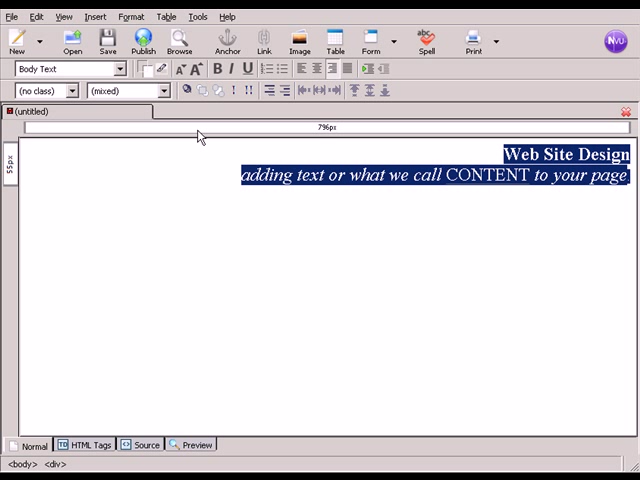 File Edit View Insert Format Table Tools Help
New Open Save Publish Browse Anchor Link Image Table Form Spell Print NVU
Body Text B I U
(no class) (mixed) ! !!
(untitled)
796px
55px
Web Site Design
adding text or what we call CONTENT to your page.
Normal HTML Tags Source Preview
<body> <div>